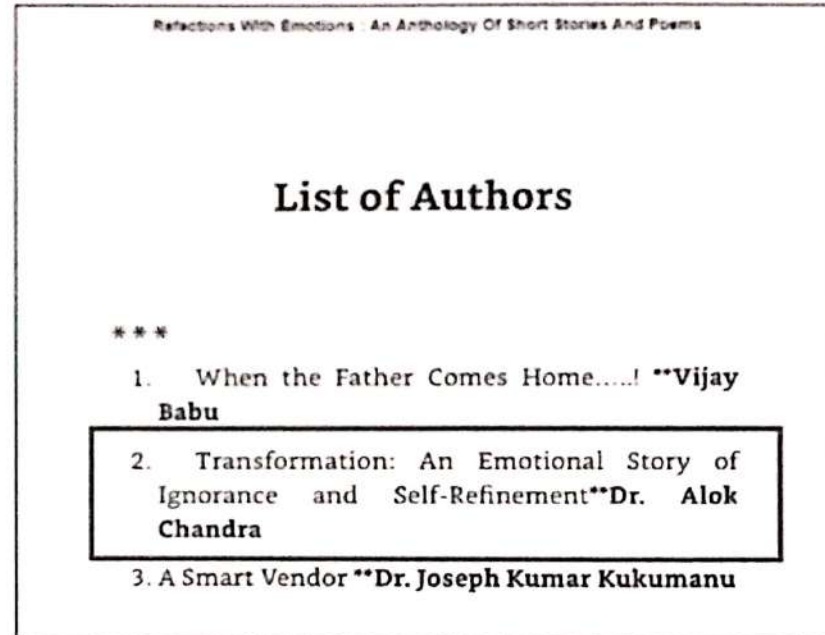 Refections With Emotions : An Anthology Of Short Stories And Poems
List of Authors
***
1. When the Father Comes Home.....! **Vijay
Babu
2. Transformation: An Emotional Story of
Ignorance and Self-Refinement**Dr. Alok
Chandra
3. A Smart Vendor **Dr. Joseph Kumar Kukumanu